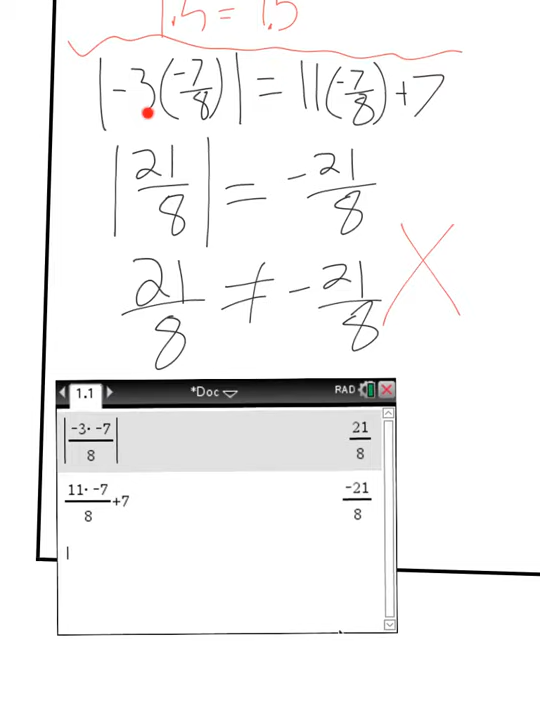 1.5 = 1.5
|-3(-7/8)| = 11(-7/8)+7
|21/8| = -21/8
21/8 ≠ -21/8 X
1.1 *Doc RAD
|-3·-7/8| 21/8
11·-7/8+7 -21/8